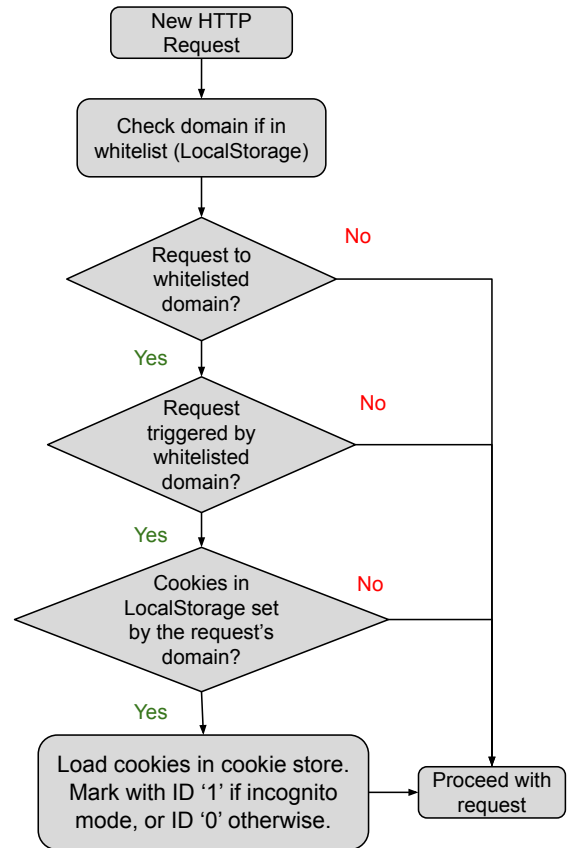 New HTTP
Request
Check domain if in
whitelist (LocalStorage)
No
Request to
whitelisted
domain?
Yes
No
Request
triggered by
whitelisted
domain?
Yes
No
Cookies in
LocalStorage set
by the request's
domain?
Yes
Load cookies in cookie store.
Mark with ID ‘1’ if incognito
mode, or ID ‘0’ otherwise.
Proceed with
request